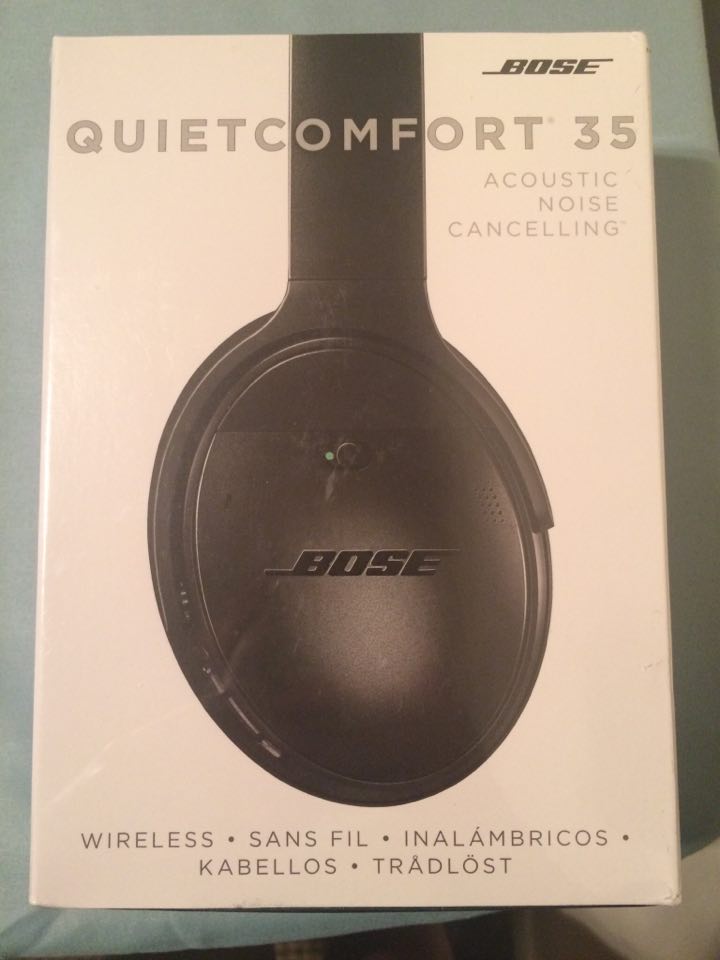 BOSE
QUIETCOMFORT® 35
ACOUSTIC
NOISE
CANCELLING™
BOSE
WIRELESS • SANS FIL • INALÁMBRICOS •
KABELLOS • TRÅDLÖST